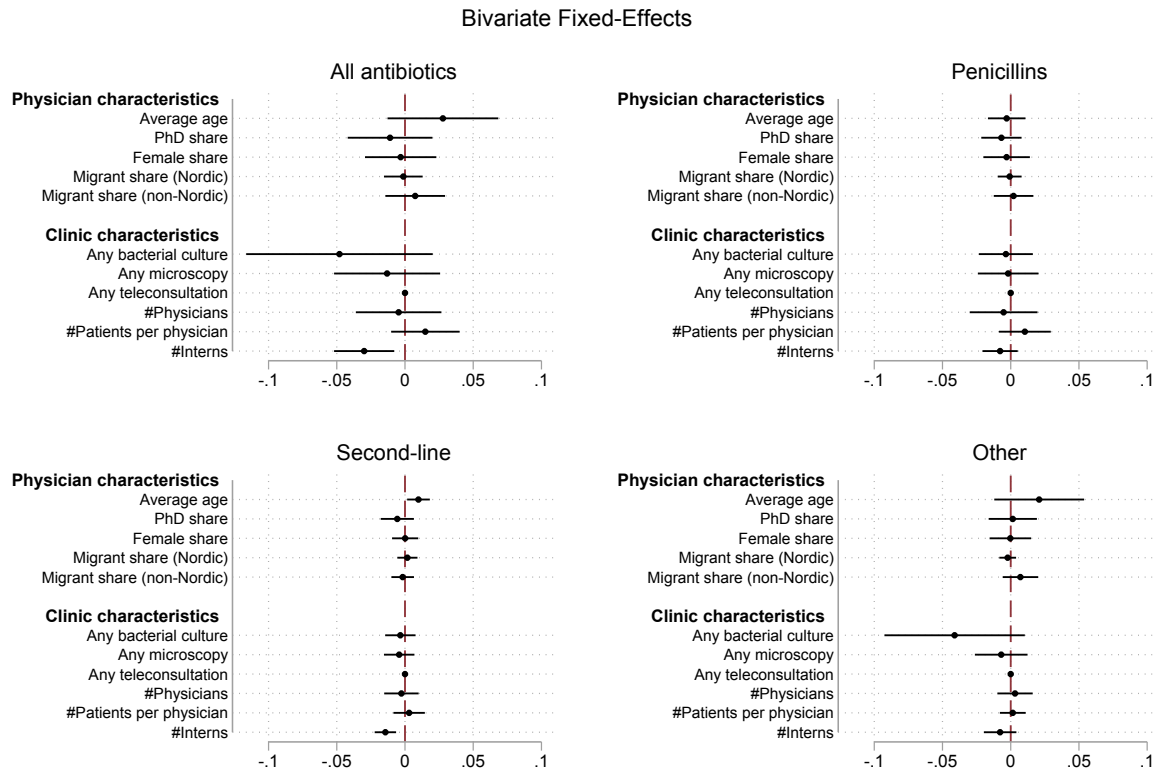 Bivariate Fixed-Effects
All antibiotics
Physician characteristics
Average age
PhD share
Female share
Migrant share (Nordic)
Migrant share (non-Nordic)
Clinic characteristics
Any bacterial culture
Any microscopy
Any teleconsultation
#Physicians
#Patients per physician
#Interns
-.1 -.05 0 .05 .1
Penicillins
Physician characteristics
Average age
PhD share
Female share
Migrant share (Nordic)
Migrant share (non-Nordic)
Clinic characteristics
Any bacterial culture
Any microscopy
Any teleconsultation
#Physicians
#Patients per physician
#Interns
-.1 -.05 0 .05 .1
Second-line
Physician characteristics
Average age
PhD share
Female share
Migrant share (Nordic)
Migrant share (non-Nordic)
Clinic characteristics
Any bacterial culture
Any microscopy
Any teleconsultation
#Physicians
#Patients per physician
#Interns
-.1 -.05 0 .05 .1
Other
Physician characteristics
Average age
PhD share
Female share
Migrant share (Nordic)
Migrant share (non-Nordic)
Clinic characteristics
Any bacterial culture
Any microscopy
Any teleconsultation
#Physicians
#Patients per physician
#Interns
-.1 -.05 0 .05 .1